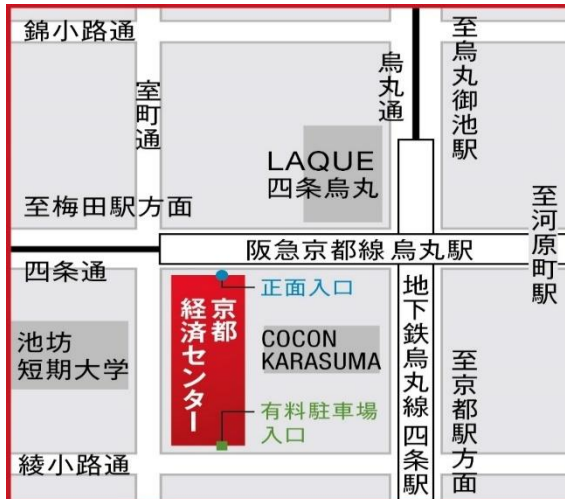 錦小路通
室町通
烏丸通
至烏丸御池駅
LAQUE
四条烏丸
至梅田駅方面
至河原町駅
阪急京都線 烏丸駅
四条通
正面入口
京都
経済センター
池坊
短期大学
COCON
KARASUMA
地下鉄烏丸線 四条駅
至京都駅方面
有料駐車場
入口
綾小路通